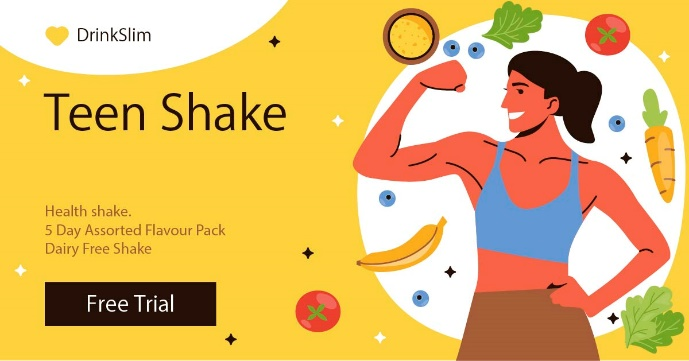 DrinkSlim
Teen Shake
Health shake.
5 Day Assorted Flavour Pack
Dairy Free Shake
Free Trial